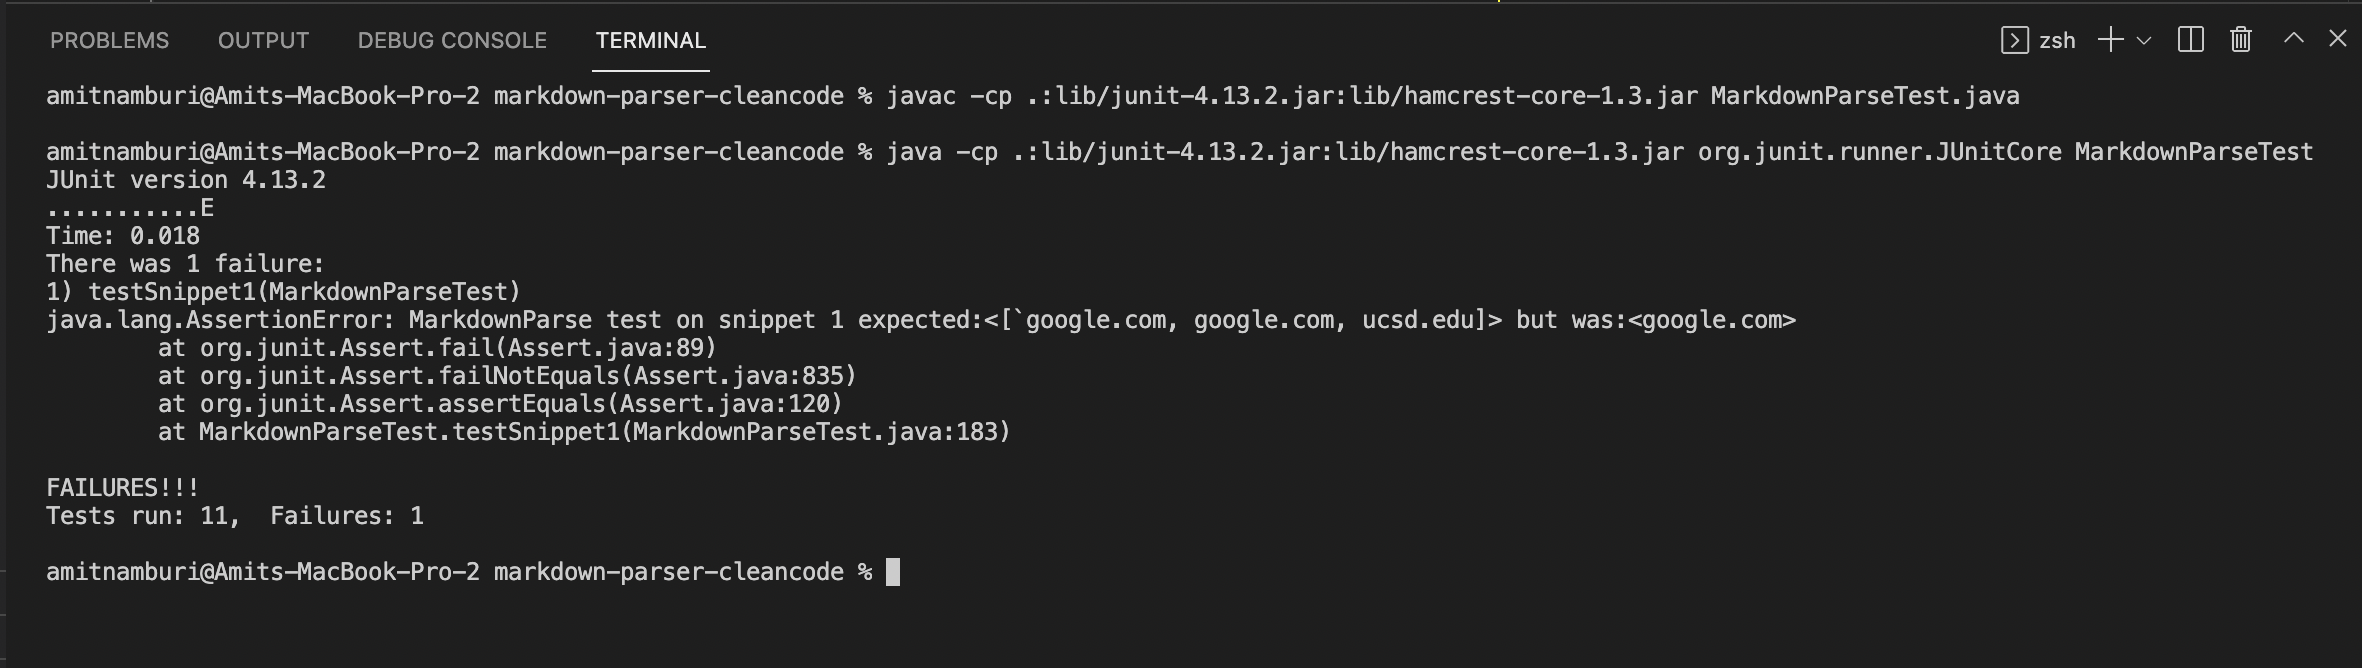 PROBLEMS OUTPUT DEBUG CONSOLE TERMINAL zsh
amitnamburi@Amits-MacBook-Pro-2 markdown-parser-cleancode % javac -cp .:lib/junit-4.13.2.jar:lib/hamcrest-core-1.3.jar MarkdownParseTest.java
amitnamburi@Amits-MacBook-Pro-2 markdown-parser-cleancode % java -cp .:lib/junit-4.13.2.jar:lib/hamcrest-core-1.3.jar org.junit.runner.JUnitCore MarkdownParseTest
JUnit version 4.13.2
...........E
Time: 0.018
There was 1 failure:
1) testSnippet1(MarkdownParseTest)
java.lang.AssertionError: MarkdownParse test on snippet 1 expected:<[`google.com, google.com, ucsd.edu]> but was:<google.com>
at org.junit.Assert.fail(Assert.java:89)
at org.junit.Assert.failNotEquals(Assert.java:835)
at org.junit.Assert.assertEquals(Assert.java:120)
at MarkdownParseTest.testSnippet1(MarkdownParseTest.java:183)
FAILURES!!!
Tests run: 11,  Failures: 1
amitnamburi@Amits-MacBook-Pro-2 markdown-parser-cleancode %